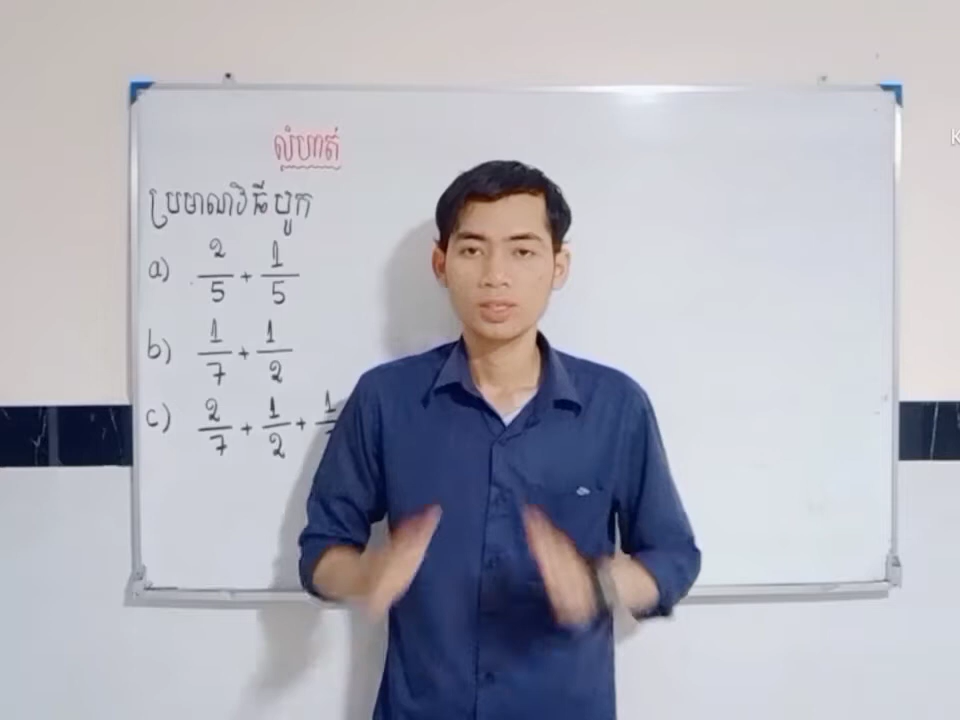 លំហាត់
ប្រមាណវិធីបូក
a) 2/5 + 1/5
b) 1/7 + 1/2
c) 2/7 + 1/2 +
K